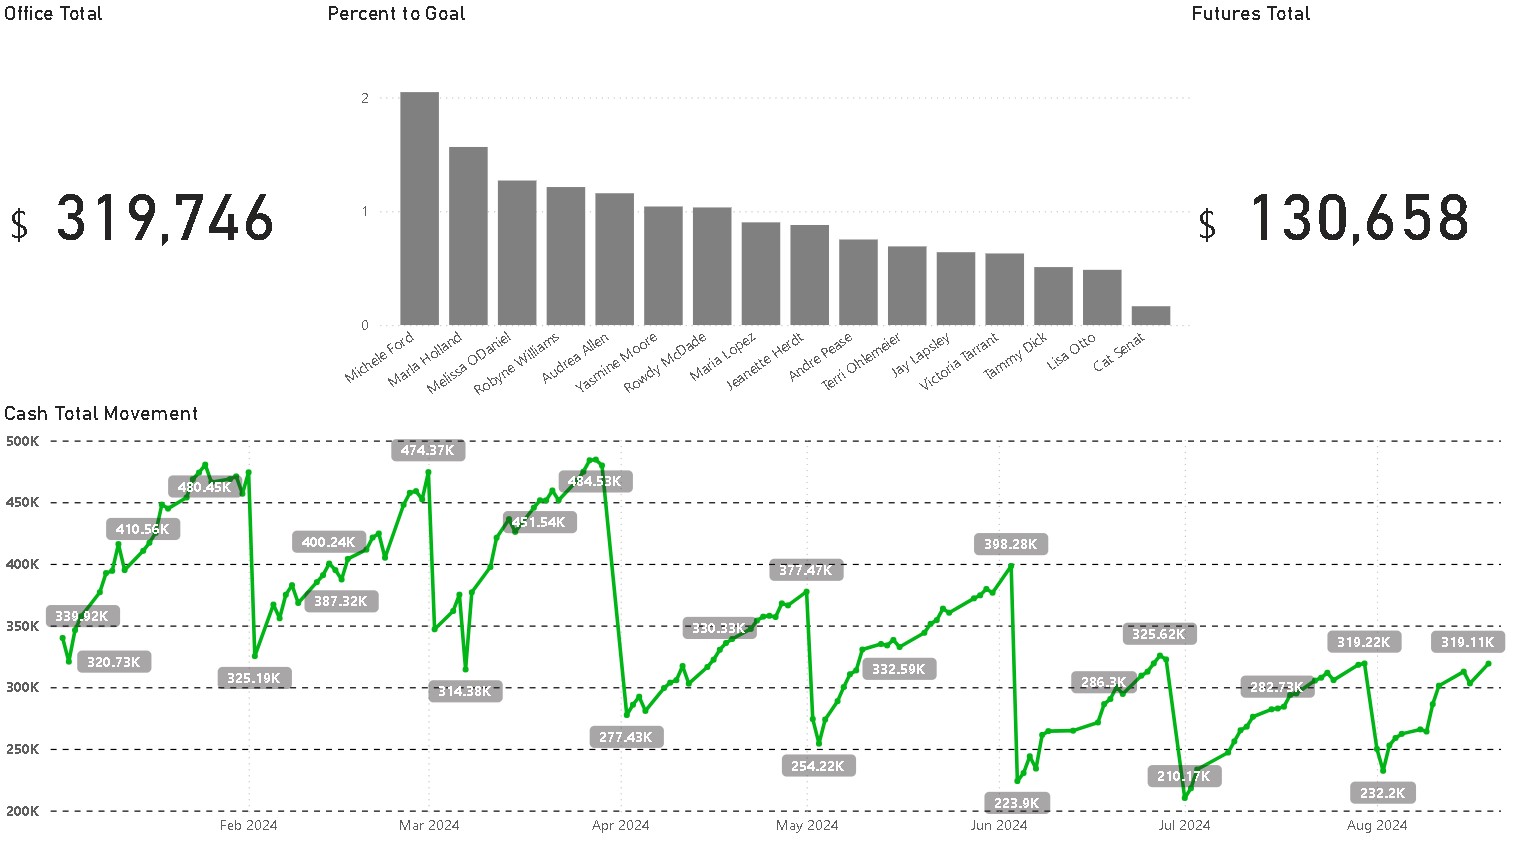 Office Total
Percent to Goal
Futures Total
$ 319,746
2
1
0
Michele Ford
Marla Holland
Melissa ODaniel
Robyne Williams
Audrea Allen
Yasmine Moore
Rowdy McDade
Maria Lopez
Jeanette Herdt
Andre Pease
Terri Ohlemeier
Jay Lapsley
Victoria Tarrant
Tammy Dick
Lisa Otto
Cat Senat
$ 130,658
Cash Total Movement
500K
450K
400K
350K
300K
250K
200K
339.92K
320.73K
410.56K
480.45K
325.19K
400.24K
387.32K
474.37K
314.38K
451.54K
484.53K
277.43K
330.33K
377.47K
254.22K
332.59K
398.28K
223.9K
286.3K
325.62K
210.17K
282.73K
319.22K
232.2K
319.11K
Feb 2024
Mar 2024
Apr 2024
May 2024
Jun 2024
Jul 2024
Aug 2024